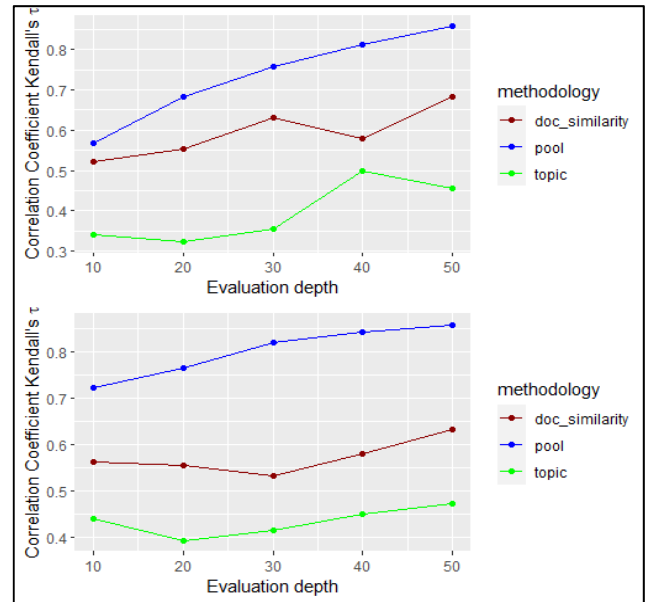 Correlation Coefficient Kendall's τ
0.8
0.7
0.6
0.5
0.4
0.3
10 20 30 40 50
Evaluation depth
methodology
doc_similarity
pool
topic
Correlation Coefficient Kendall's τ
0.8
0.7
0.6
0.5
0.4
10 20 30 40 50
Evaluation depth
methodology
doc_similarity
pool
topic